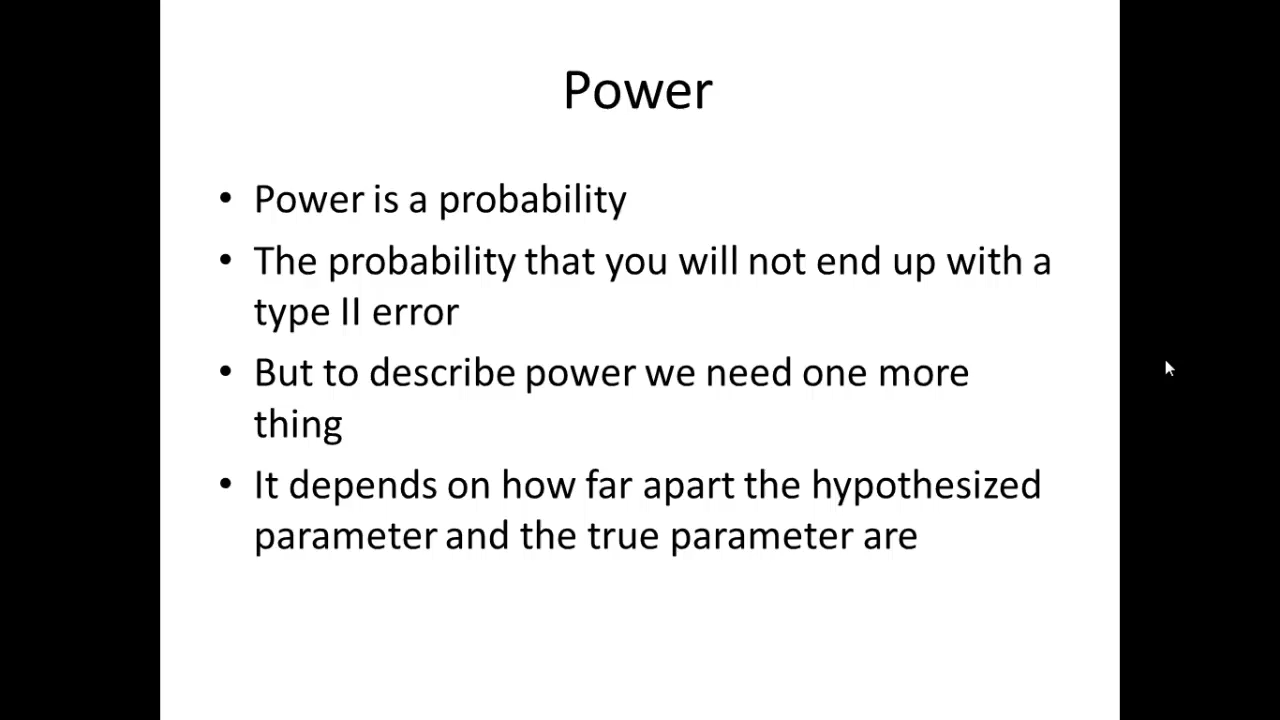 Power
• Power is a probability
• The probability that you will not end up with a
type II error
• But to describe power we need one more
thing
• It depends on how far apart the hypothesized
parameter and the true parameter are